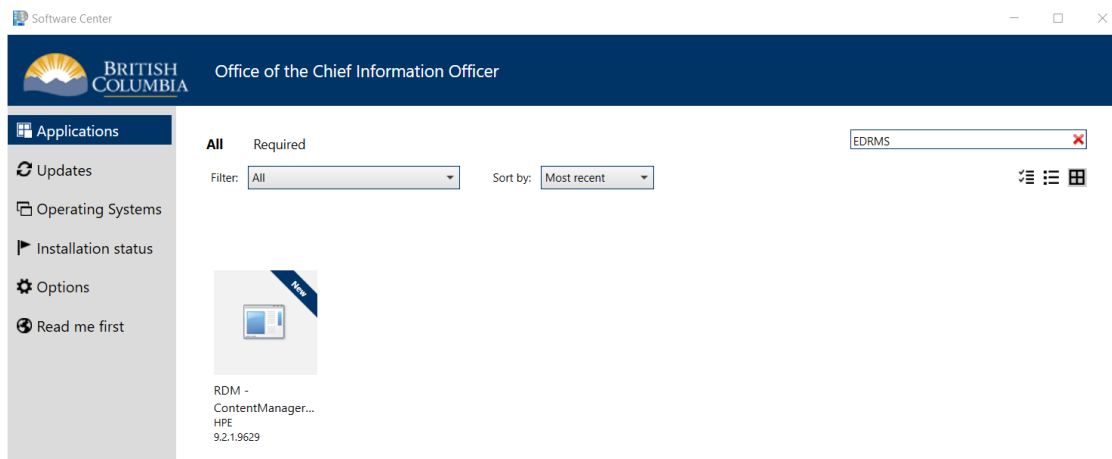 Software Center
BRITISH
COLUMBIA
Office of the Chief Information Officer
Applications
Updates
Operating Systems
Installation status
Options
Read me first
All Required
EDRMS
Filter: All Sort by: Most recent
New
RDM -
ContentManager...
HPE
9.2.1.9629